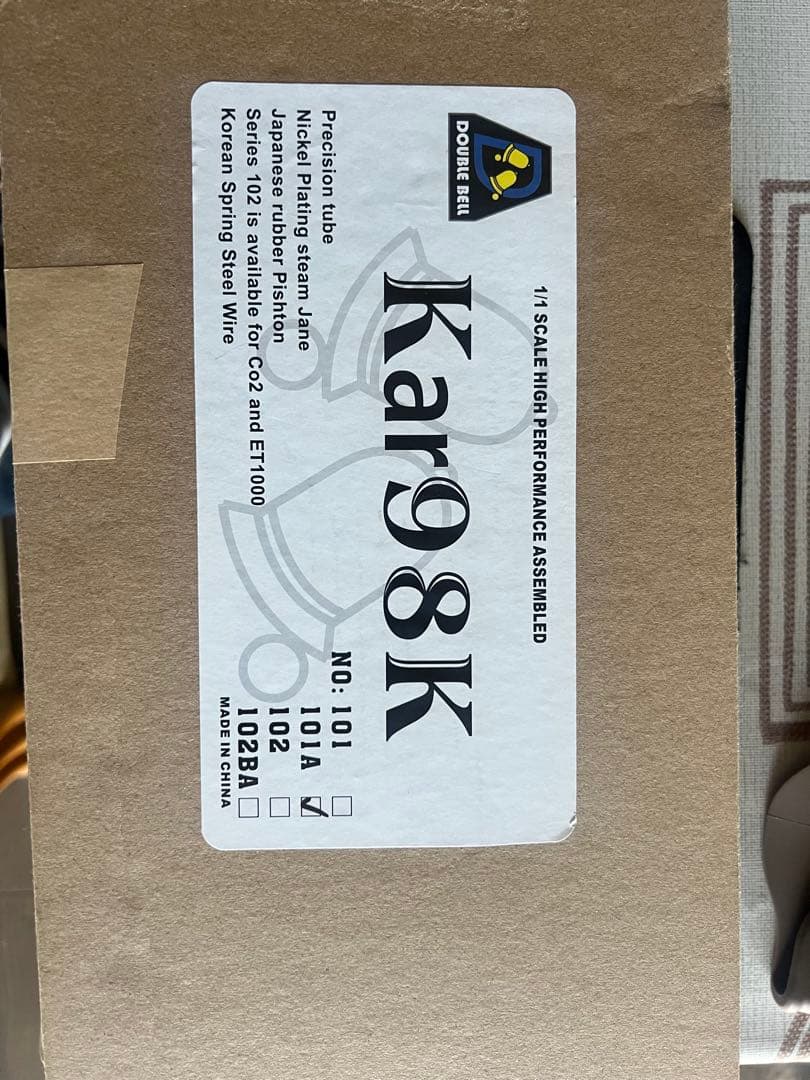 DOUBLE BELL
1/1 SCALE HIGH PERFORMANCE ASSEMBLED
Kar98K
Precision tube
Nickel Plating steam Jane
Japanese rubber Pishton
Series 102 is available for Co2 and ET1000
Korean Spring Steel Wire
NO: 101
101A
102
102BA
MADE IN CHINA